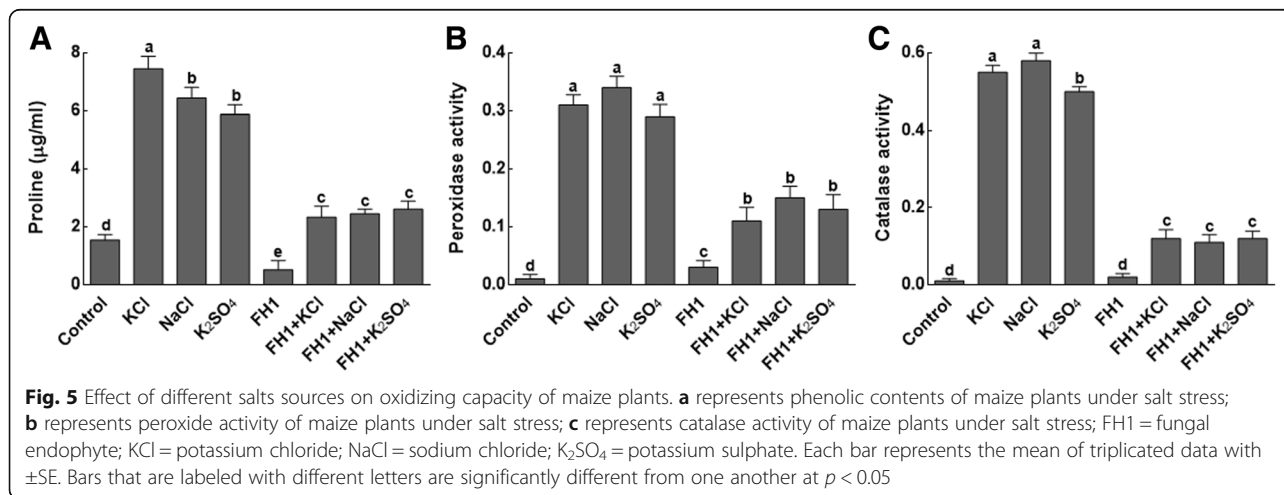 A
Proline (µg/ml)
8
6
4
2
0
a
b
b
d
e
c
c
c
Control
KCl
NaCl
K₂SO₄
FH1
FH1+KCl
FH1+NaCl
FH1+K₂SO₄
B
Peroxidase activity
0.4
0.3
0.2
0.1
0.0
d
a
a
a
c
b
b
b
Control
KCl
NaCl
K₂SO₄
FH1
FH1+KCl
FH1+NaCl
FH1+K₂SO₄
C
Catalase activity
0.6
0.4
0.2
0.0
d
a
a
b
d
c
c
c
Control
KCl
NaCl
K₂SO₄
FH1
FH1+KCl
FH1+NaCl
FH1+K₂SO₄
Fig. 5 Effect of different salts sources on oxidizing capacity of maize plants. a represents phenolic contents of maize plants under salt stress;
b represents peroxide activity of maize plants under salt stress; c represents catalase activity of maize plants under salt stress; FH1 = fungal
endophyte; KCl = potassium chloride; NaCl = sodium chloride; K₂SO₄ = potassium sulphate. Each bar represents the mean of triplicated data with
±SE. Bars that are labeled with different letters are significantly different from one another at p < 0.05